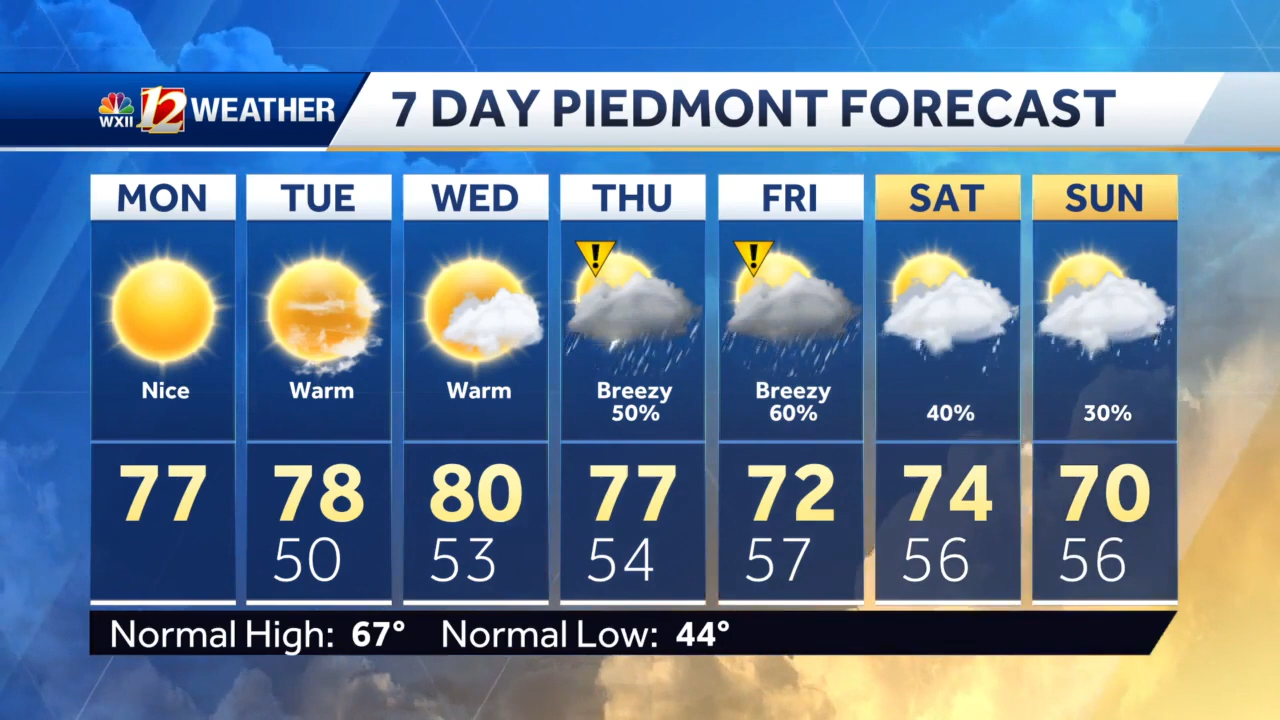 WXII 12 WEATHER
7 DAY PIEDMONT FORECAST
MON TUE WED THU FRI SAT SUN
! !
Nice Warm Warm Breezy Breezy
50% 60% 40% 30%
77 78 80 77 72 74 70
50 53 54 57 56 56
Normal High: 67° Normal Low: 44°